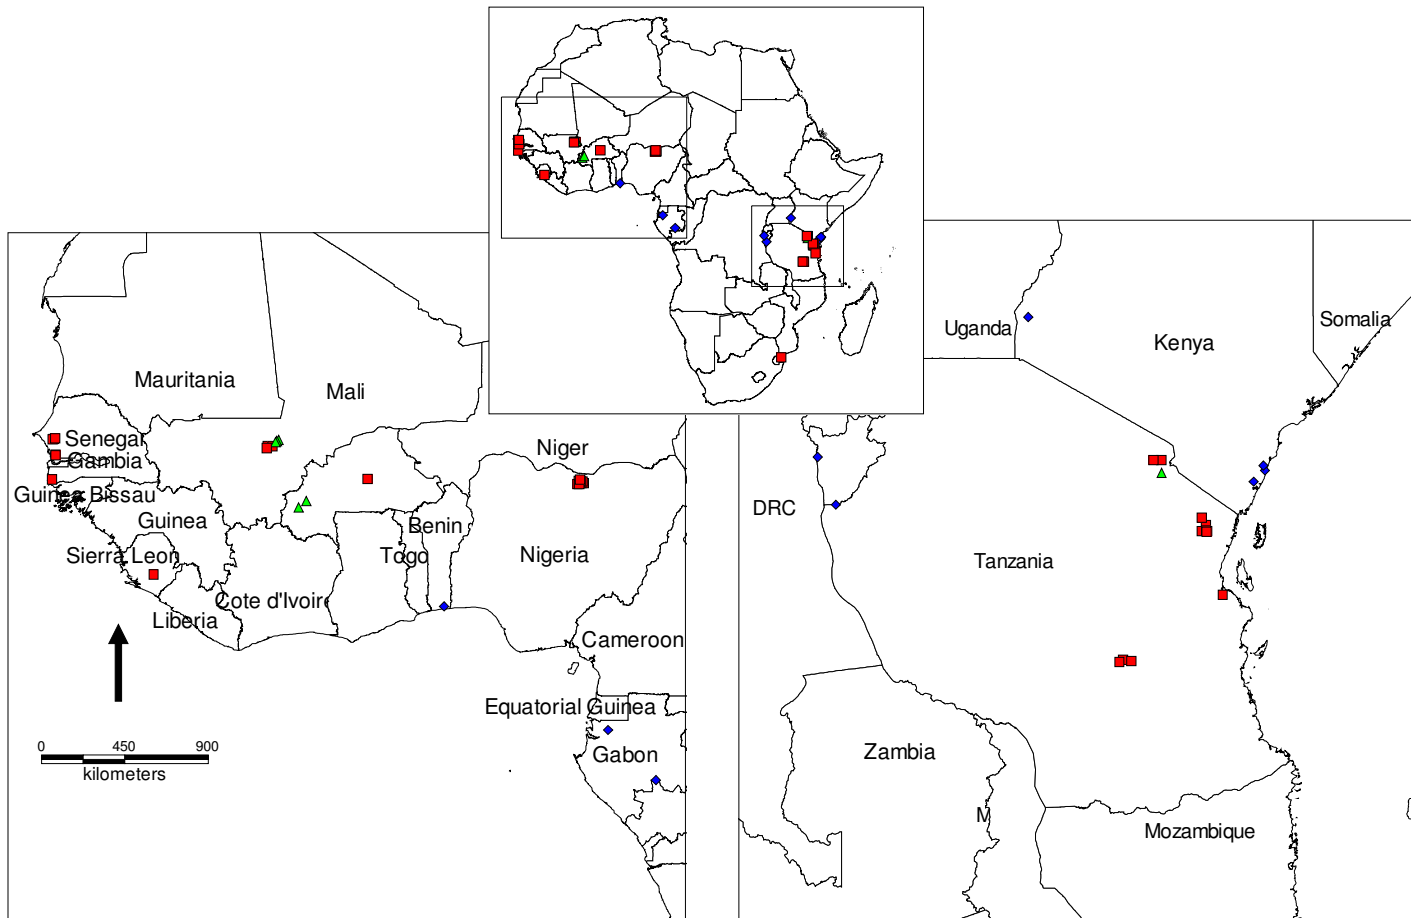 Mauritania
Mali
Senegal
Gambia
Guinea Bissau
Guinea
Sierra Leon
Liberia
Cote d'Ivoire
Togo
Benin
Niger
Nigeria
Cameroon
Equatorial Guinea
Gabon
0 450 900
kilometers
Uganda
Kenya
Somalia
DRC
Tanzania
Zambia
M
Mozambique